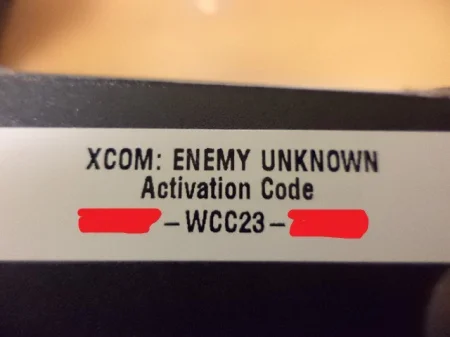 XCOM: ENEMY UNKNOWN
Activation Code
– WCC23 –